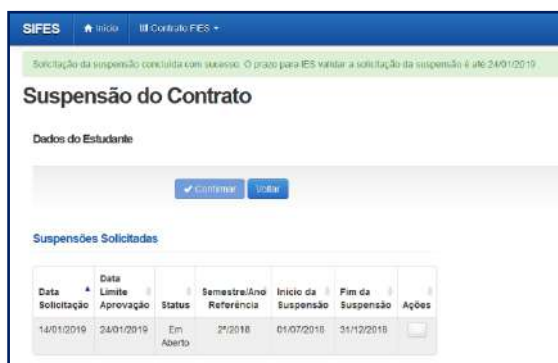 SIFES Início Contrato FIES
Solicitação da suspensão concluída com sucesso. O prazo para IES validar a solicitação da suspensão é até 24/01/2019.
Suspensão do Contrato
Dados do Estudante
Confirmar Voltar
Suspensões Solicitadas
Data Solicitação Data Limite Aprovação Status Semestre/Ano Referência Início da Suspensão Fim da Suspensão Ações
14/01/2019 24/01/2019 Em Aberto 2º/2018 01/07/2018 31/12/2018